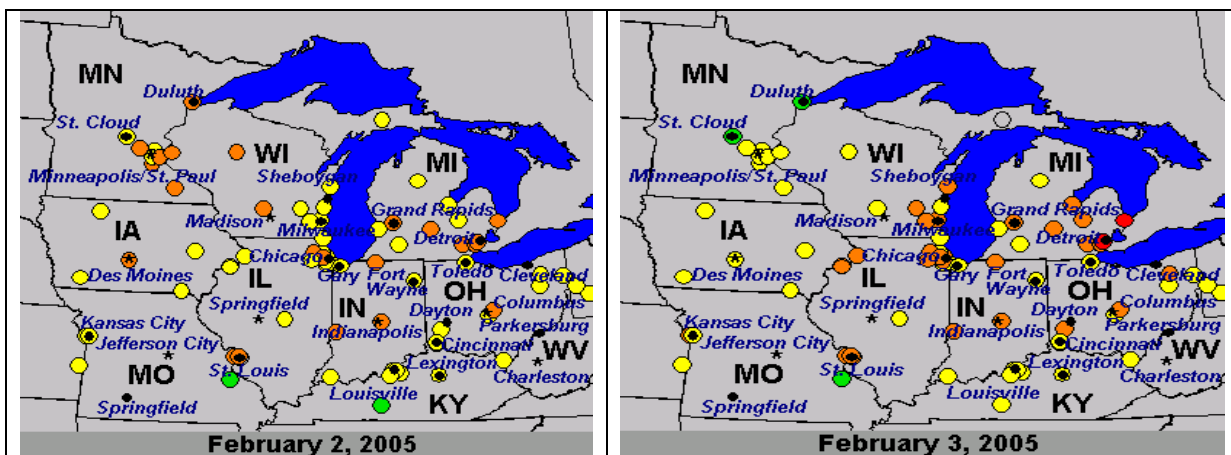 MN
Duluth
St. Cloud
WI
MI
Minneapolis/St. Paul
Sheboygan
Grand Rapids
Madison
Milwaukee
IA
Detroit
Chicago
Des Moines
IL
Gary
Fort
Wayne
Toledo
Cleveland
OH
Springfield
IN
Columbus
Dayton
Kansas City
Indianapolis
Parkersburg
Jefferson City
Cincinnati
WV
MO
St. Louis
Lexington
Charleston
Louisville
Springfield
KY
February 2, 2005
MN
Duluth
St. Cloud
WI
MI
Minneapolis/St. Paul
Sheboygan
Grand Rapids
Madison
Milwaukee
IA
Detroit
Chicago
Des Moines
IL
Gary
Fort
Wayne
Toledo
Cleveland
OH
Springfield
IN
Columbus
Dayton
Kansas City
Indianapolis
Parkersburg
Jefferson City
Cincinnati
WV
MO
St. Louis
Lexington
Charleston
Louisville
Springfield
KY
February 3, 2005